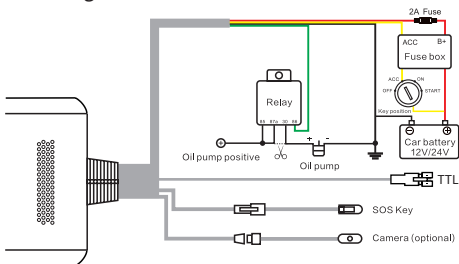 2A Fuse
ACC B+
Fuse box
ACC ON
OFF START
Key position
Relay
85 87a 30 86
Car battery
12V/24V
Oil pump positive
+ -
Oil pump
TTL
SOS Key
Camera (optional)